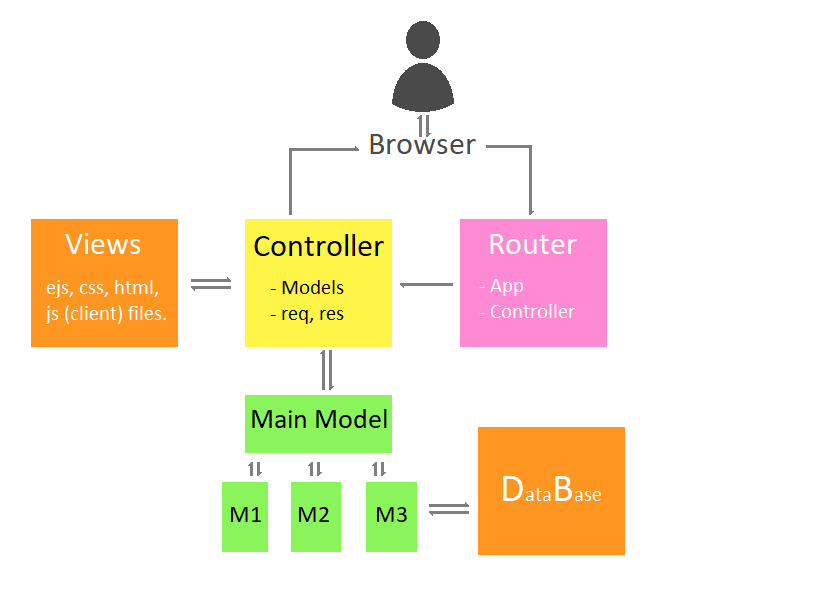 Browser
Views
ejs, css, html,
js (client) files.
Controller
- Models
- req, res
Router
- App
- Controller
Main Model
M1
M2
M3
DataBase